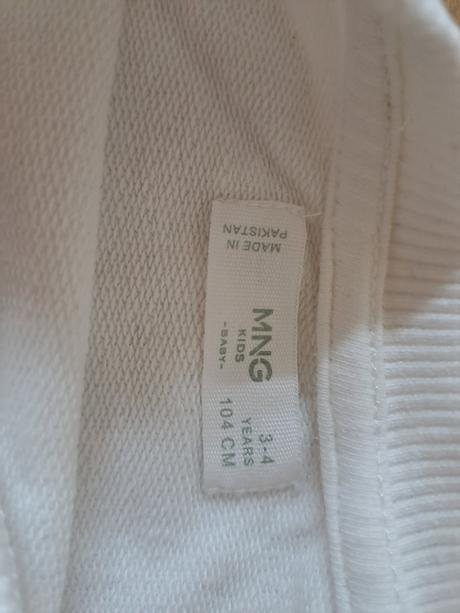 MADE IN
PAKISTAN
MNG
KIDS
-BABY-
3-4
YEARS
104 CM